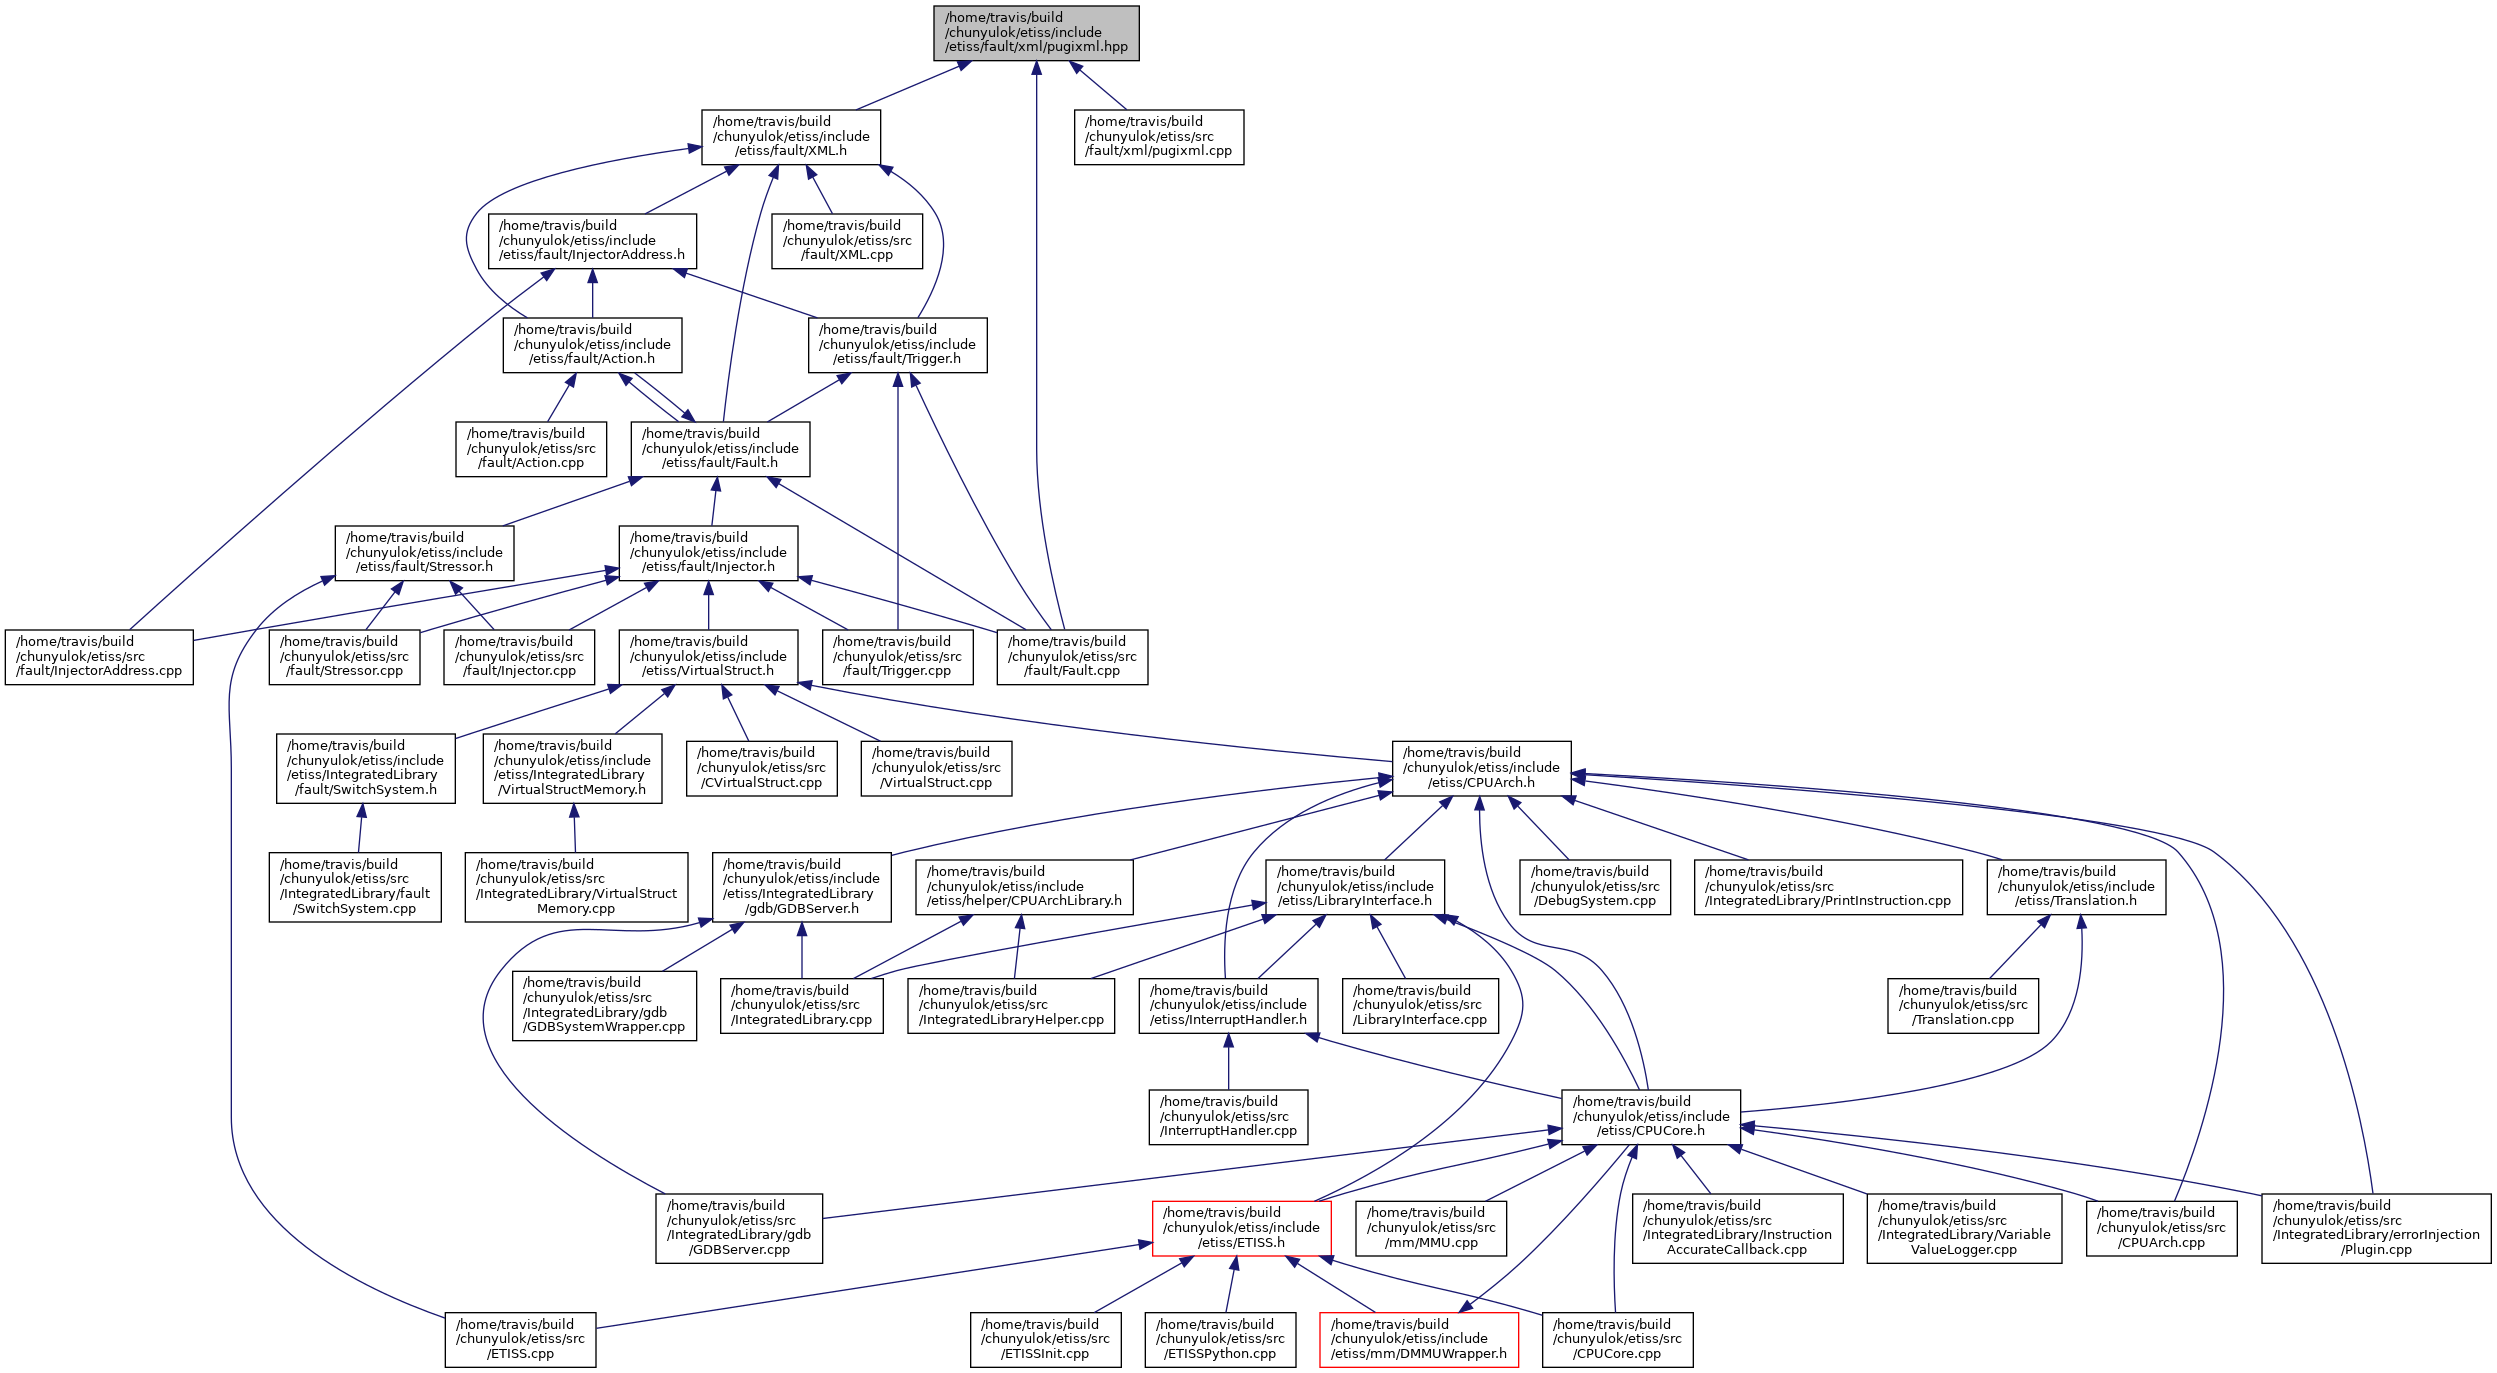 /home/travis/build
/chunyulok/etiss/include
/etiss/fault/xml/pugixml.hpp
/home/travis/build
/chunyulok/etiss/include
/etiss/fault/XML.h
/home/travis/build
/chunyulok/etiss/src
/fault/xml/pugixml.cpp
/home/travis/build
/chunyulok/etiss/include
/etiss/fault/InjectorAddress.h
/home/travis/build
/chunyulok/etiss/src
/fault/XML.cpp
/home/travis/build
/chunyulok/etiss/include
/etiss/fault/Action.h
/home/travis/build
/chunyulok/etiss/include
/etiss/fault/Trigger.h
/home/travis/build
/chunyulok/etiss/src
/fault/Action.cpp
/home/travis/build
/chunyulok/etiss/include
/etiss/fault/Fault.h
/home/travis/build
/chunyulok/etiss/include
/etiss/fault/Stressor.h
/home/travis/build
/chunyulok/etiss/include
/etiss/fault/Injector.h
/home/travis/build
/chunyulok/etiss/src
/fault/InjectorAddress.cpp
/home/travis/build
/chunyulok/etiss/src
/fault/Stressor.cpp
/home/travis/build
/chunyulok/etiss/src
/fault/Injector.cpp
/home/travis/build
/chunyulok/etiss/include
/etiss/VirtualStruct.h
/home/travis/build
/chunyulok/etiss/src
/fault/Trigger.cpp
/home/travis/build
/chunyulok/etiss/src
/fault/Fault.cpp
/home/travis/build
/chunyulok/etiss/include
/etiss/IntegratedLibrary
/fault/SwitchSystem.h
/home/travis/build
/chunyulok/etiss/include
/etiss/IntegratedLibrary
/VirtualStructMemory.h
/home/travis/build
/chunyulok/etiss/src
/CVirtualStruct.cpp
/home/travis/build
/chunyulok/etiss/src
/VirtualStruct.cpp
/home/travis/build
/chunyulok/etiss/include
/etiss/CPUArch.h
/home/travis/build
/chunyulok/etiss/src
/IntegratedLibrary/fault
/SwitchSystem.cpp
/home/travis/build
/chunyulok/etiss/src
/IntegratedLibrary/VirtualStruct
Memory.cpp
/home/travis/build
/chunyulok/etiss/include
/etiss/IntegratedLibrary
/gdb/GDBServer.h
/home/travis/build
/chunyulok/etiss/include
/etiss/helper/CPUArchLibrary.h
/home/travis/build
/chunyulok/etiss/include
/etiss/LibraryInterface.h
/home/travis/build
/chunyulok/etiss/src
/DebugSystem.cpp
/home/travis/build
/chunyulok/etiss/src
/IntegratedLibrary/PrintInstruction.cpp
/home/travis/build
/chunyulok/etiss/include
/etiss/Translation.h
/home/travis/build
/chunyulok/etiss/src
/IntegratedLibrary/gdb
/GDBSystemWrapper.cpp
/home/travis/build
/chunyulok/etiss/src
/IntegratedLibrary.cpp
/home/travis/build
/chunyulok/etiss/src
/IntegratedLibraryHelper.cpp
/home/travis/build
/chunyulok/etiss/include
/etiss/InterruptHandler.h
/home/travis/build
/chunyulok/etiss/src
/LibraryInterface.cpp
/home/travis/build
/chunyulok/etiss/src
/Translation.cpp
/home/travis/build
/chunyulok/etiss/src
/InterruptHandler.cpp
/home/travis/build
/chunyulok/etiss/include
/etiss/CPUCore.h
/home/travis/build
/chunyulok/etiss/src
/IntegratedLibrary/gdb
/GDBServer.cpp
/home/travis/build
/chunyulok/etiss/include
/etiss/ETISS.h
/home/travis/build
/chunyulok/etiss/src
/mm/MMU.cpp
/home/travis/build
/chunyulok/etiss/src
/IntegratedLibrary/Instruction
AccurateCallback.cpp
/home/travis/build
/chunyulok/etiss/src
/IntegratedLibrary/Variable
ValueLogger.cpp
/home/travis/build
/chunyulok/etiss/src
/CPUArch.cpp
/home/travis/build
/chunyulok/etiss/src
/IntegratedLibrary/errorInjection
/Plugin.cpp
/home/travis/build
/chunyulok/etiss/src
/ETISS.cpp
/home/travis/build
/chunyulok/etiss/src
/ETISSInit.cpp
/home/travis/build
/chunyulok/etiss/src
/ETISSPython.cpp
/home/travis/build
/chunyulok/etiss/include
/etiss/mm/DMMUWrapper.h
/home/travis/build
/chunyulok/etiss/src
/CPUCore.cpp